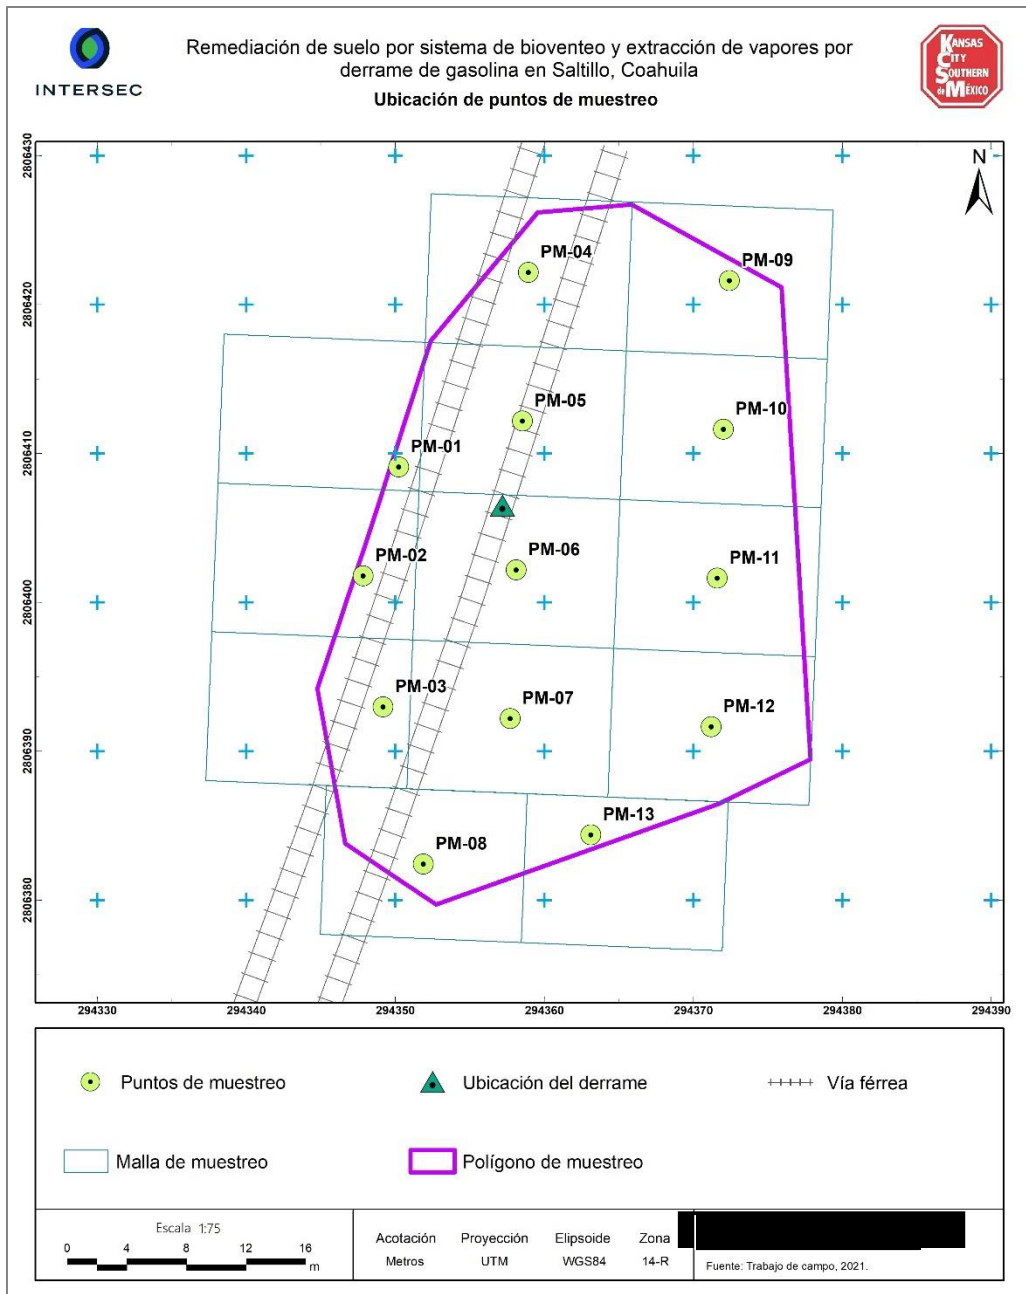 INTERSEC
Remediación de suelo por sistema de bioventeo y extracción de vapores por
derrame de gasolina en Saltillo, Coahuila
Ubicación de puntos de muestreo
KANSAS
CITY
SOUTHERN
de MÉXICO
N
2806430
2806420
2806410
2806400
2806390
2806380
PM-04
PM-09
PM-05
PM-10
PM-01
PM-02
PM-06
PM-11
PM-03
PM-07
PM-12
PM-13
PM-08
294330
294340
294350
294360
294370
294380
294390
Puntos de muestreo
Ubicación del derrame
Vía férrea
Malla de muestreo
Polígono de muestreo
Escala 1:75
0 4 8 12 16
m
Acotación Proyección Elipsoide Zona
Metros UTM WGS84 14-R
Fuente: Trabajo de campo, 2021.